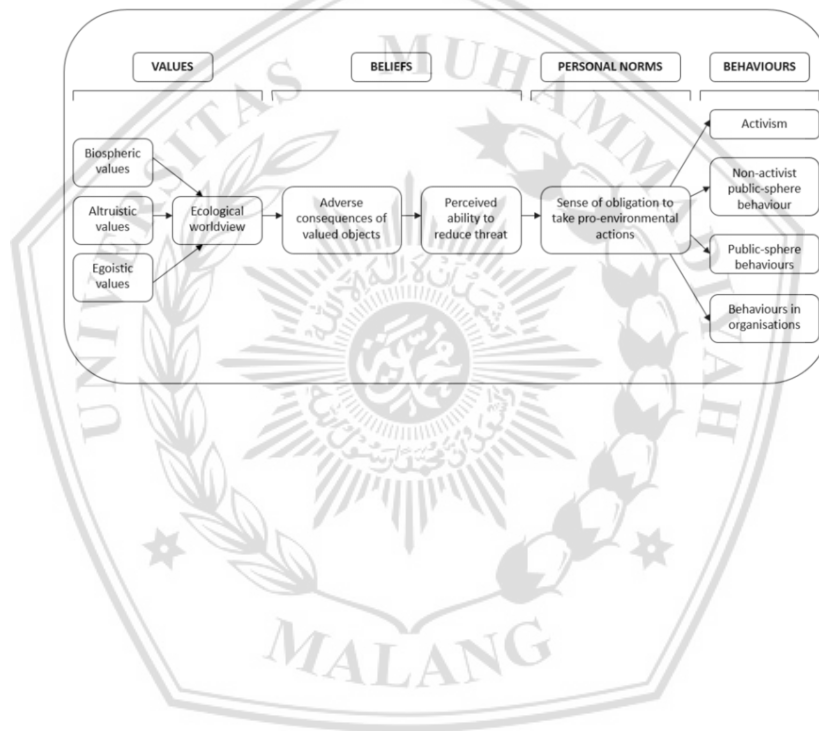 VALUES
BELIEFS
PERSONAL NORMS
BEHAVIOURS
Biospheric
values
Altruistic
values
Egoistic
values
Ecological
worldview
Adverse
consequences of
valued objects
Perceived
ability to
reduce threat
Sense of obligation to
take pro-environmental
actions
Activism
Non-activist
public-sphere
behaviour
Public-sphere
behaviours
Behaviours in
organisations
UNIVERSITAS MUHAMMADIYAH
MALANG